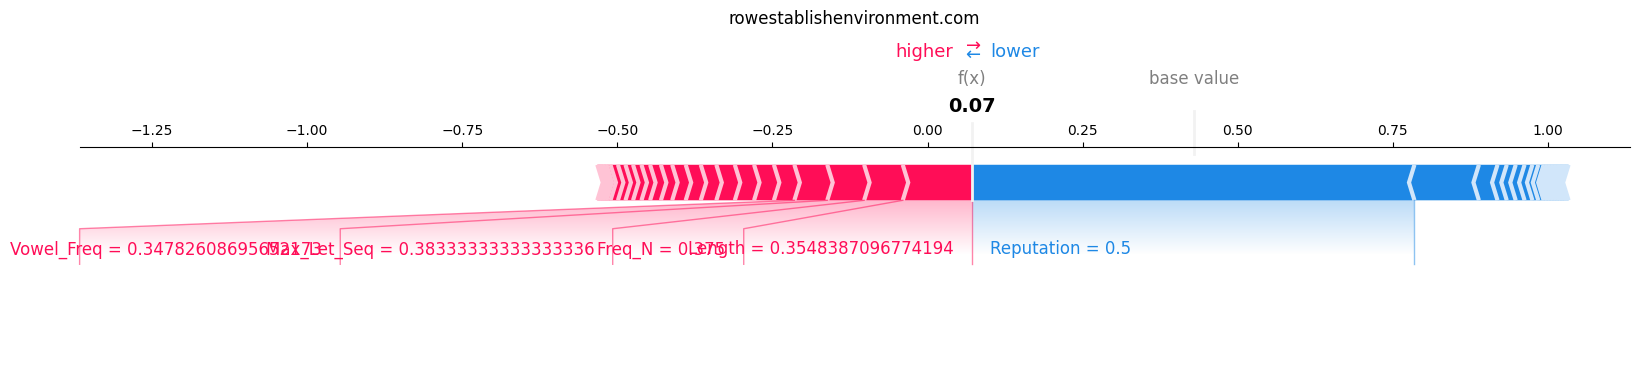 rowestablishenvironment.com
higher ⇄ lower
f(x) base value
0.07
−1.25 −1.00 −0.75 −0.50 −0.25 0.00 0.25 0.50 0.75 1.00
Vowel_Freq = 0.34782608695652173 Max_Let_Seq = 0.38333333333333336 Freq_N = 0.375 Length = 0.3548387096774194 Reputation = 0.5